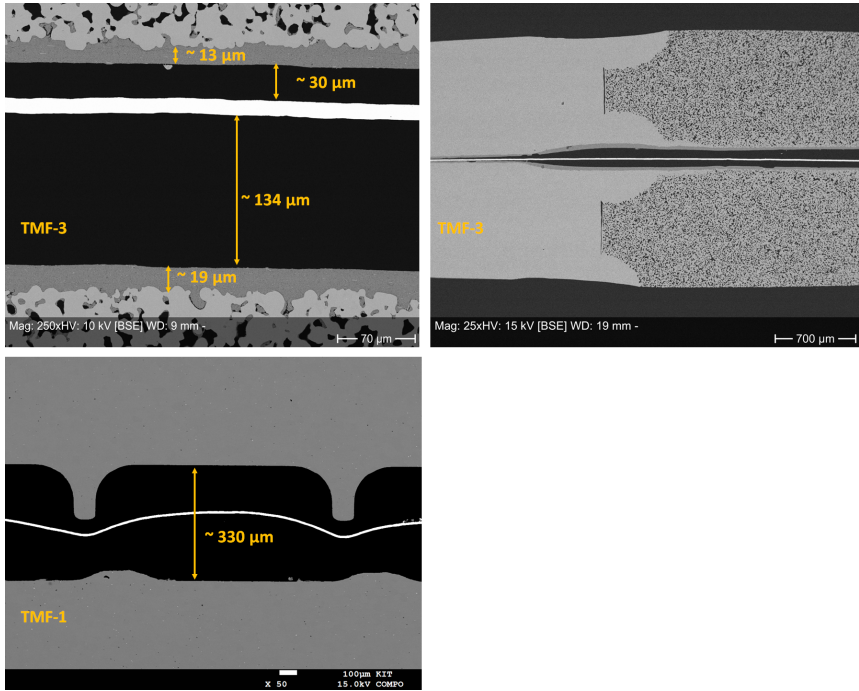 ~ 13 µm
~ 30 µm
~ 134 µm
TMF-3
~ 19 µm
Mag: 250xHV: 10 kV [BSE] WD: 9 mm -
70 µm
TMF-3
Mag: 25xHV: 15 kV [BSE] WD: 19 mm -
700 µm
~ 330 µm
TMF-1
100µm KIT
X 50 15.0kV COMPO